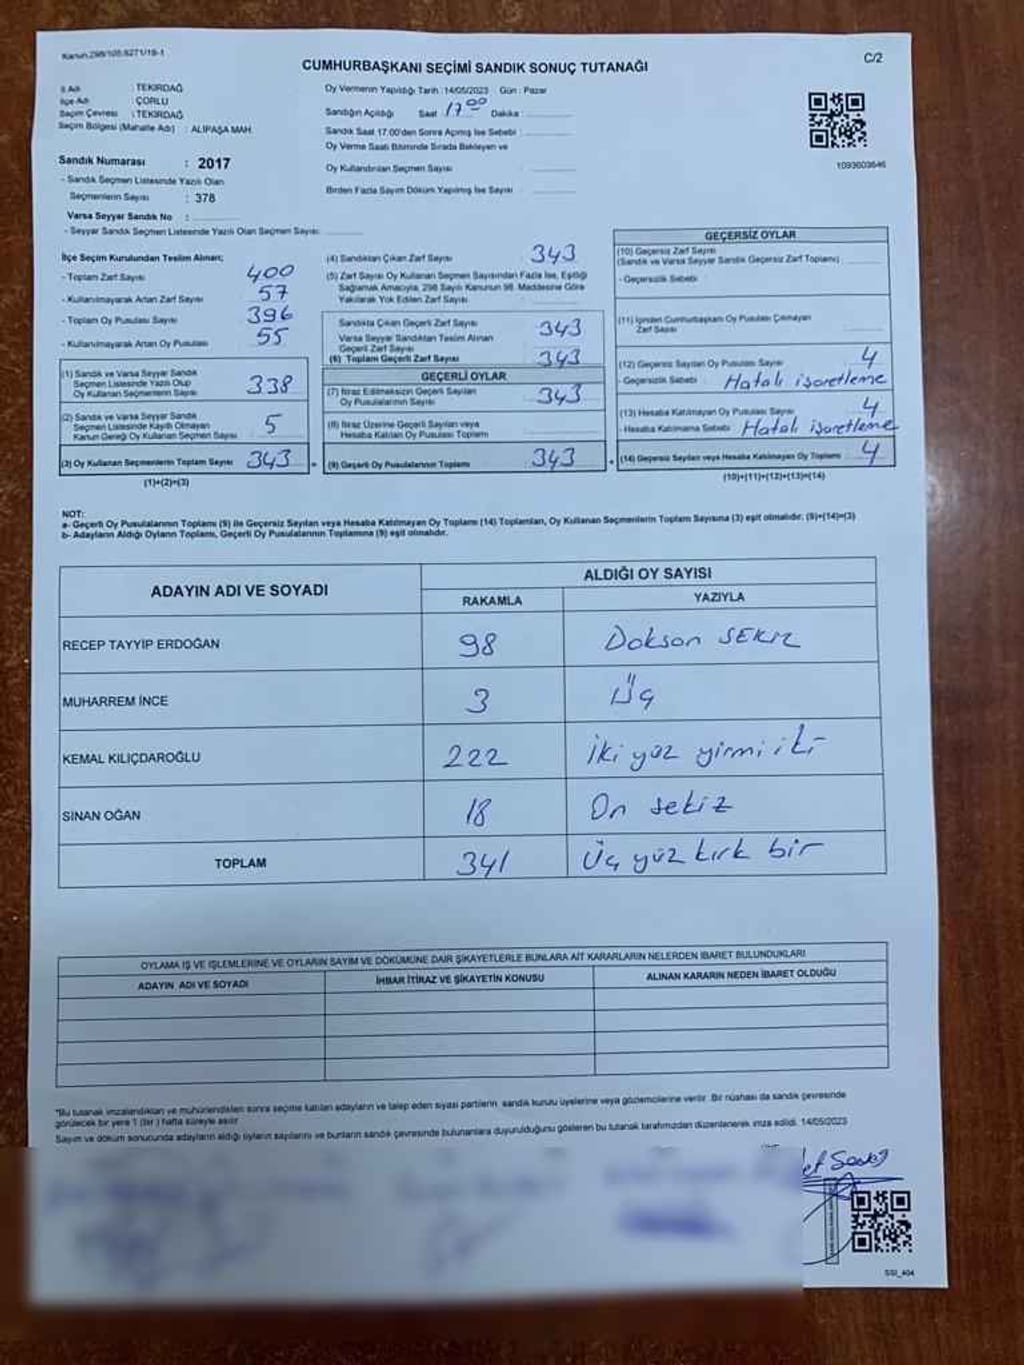 Kanun.298/105.6271/19-1
C/2
CUMHURBAŞKANI SEÇİMİ SANDIK SONUÇ TUTANAĞI
İl Adı : TEKİRDAĞ
İlçe Adı : ÇORLU
Seçim Çevresi : TEKİRDAĞ
Seçim Bölgesi (Mahalle Adı) : ALİPAŞA MAH.
Sandık Numarası : 2017
- Sandık Seçmen Listesinde Yazılı Olan
Seçmenlerin Sayısı : 378
Varsa Seyyar Sandık No :
- Seyyar Sandık Seçmen Listesinde Yazılı Olan Seçmen Sayısı:
Oy Vermenin Yapıldığı Tarih : 14/05/2023 Gün : Pazar
Sandığın Açıldığı Saat 17 00 Dakika :
Sandık Saat 17:00'den Sonra Açılmış İse Sebebi :
Oy Verme Saati Bitiminde Sırada Bekleyen ve
Oy Kullandırılan Seçmen Sayısı :
Birden Fazla Sayım Döküm Yapılmış İse Sayısı :
1093603646
İlçe Seçim Kurulundan Teslim Alınan;
- Toplam Zarf Sayısı 400
- Kullanılmayarak Artan Zarf Sayısı 57
- Toplam Oy Pusulası Sayısı 396
- Kullanılmayarak Artan Oy Pusulası 55
(1) Sandık ve Varsa Seyyar Sandık
Seçmen Listesinde Yazılı Olup
Oy Kullanan Seçmenlerin Sayısı 338
(2) Sandık ve Varsa Seyyar Sandık
Seçmen Listesinde Kayıtlı Olmayan
Kanun Gereği Oy Kullanan Seçmen Sayısı 5
(3) Oy Kullanan Seçmenlerin Toplam Sayısı 343
(1)+(2)=(3)
(4) Sandıktan Çıkan Zarf Sayısı 343
(5) Zarf Sayısı Oy Kullanan Seçmen Sayısından Fazla İse, Eşitliği
Sağlamak Amacıyla, 298 Sayılı Kanunun 98. Maddesine Göre
Yakılarak Yok Edilen Zarf Sayısı
Sandıkta Çıkan Geçerli Zarf Sayısı 343
Varsa Seyyar Sandıktan Teslim Alınan
Geçerli Zarf Sayısı
(6) Toplam Geçerli Zarf Sayısı 343
GEÇERLİ OYLAR
(7) İtiraz Edilmeksizin Geçerli Sayılan
Oy Pusulalarının Sayısı 343
(8) İtiraz Üzerine Geçerli Sayılan veya
Hesaba Katılan Oy Pusulası Toplamı
(9) Geçerli Oy Pusulalarının Toplamı 343
GEÇERSİZ OYLAR
(10) Geçersiz Zarf Sayısı
(Sandık ve Varsa Seyyar Sandık Geçersiz Zarf Toplamı)
- Geçersizlik Sebebi :
(11) İçinden Cumhurbaşkanı Oy Pusulası Çıkmayan
Zarf Sayısı
(12) Geçersiz Sayılan Oy Pusulası Sayısı 4
- Geçersizlik Sebebi : Hatalı işaretleme
(13) Hesaba Katılmayan Oy Pusulası Sayısı 4
- Hesaba Katılmama Sebebi : Hatalı işaretleme
(14) Geçersiz Sayılan veya Hesaba Katılmayan Oy Toplamı 4
(10)+(11)+(12)+(13)=(14)
NOT:
a- Geçerli Oy Pusulalarının Toplamı (9) ile Geçersiz Sayılan veya Hesaba Katılmayan Oy Toplamı (14) Toplamları, Oy Kullanan Seçmenlerin Toplam Sayısına (3) eşit olmalıdır. (9)+(14)=(3)
b- Adayların Aldığı Oyların Toplamı, Geçerli Oy Pusulalarının Toplamına (9) eşit olmalıdır.
ADAYIN ADI VE SOYADI
ALDIĞI OY SAYISI
RAKAMLA YAZIYLA
RECEP TAYYİP ERDOĞAN 98 Dokson SEKİZ
MUHARREM İNCE 3 Üç
KEMAL KILIÇDAROĞLU 222 İki yüz yirmi iki
SİNAN OĞAN 18 On sekiz
TOPLAM 341 Üç yüz kırk bir
OYLAMA İŞ VE İŞLEMLERİNE VE OYLARIN SAYIM VE DÖKÜMÜNE DAİR ŞİKAYETLERLE BUNLARA AİT KARARLARIN NELERDEN İBARET BULUNDUKLARI
ADAYIN ADI VE SOYADI İHBAR İTİRAZ VE ŞİKAYETİN KONUSU ALINAN KARARIN NEDEN İBARET OLDUĞU
*Bu tutanak imzalandıktan ve mühürlendikten sonra seçime katılan adayların ve talep eden siyasi partilerin, sandık kurulu üyelerine veya gözlemcilerine verilir. Bir nüshası da sandık çevresinde
görülecek bir yere 1 (bir ) hafta süreyle asılır
Sayım ve döküm sonucunda adayların aldığı oyların sayılarını ve bunların sandık çevresinde bulunanlara duyurulduğunu gösteren bu tutanak tarafımızdan düzenlenerek imza edildi. 14/05/2023
SSI_404